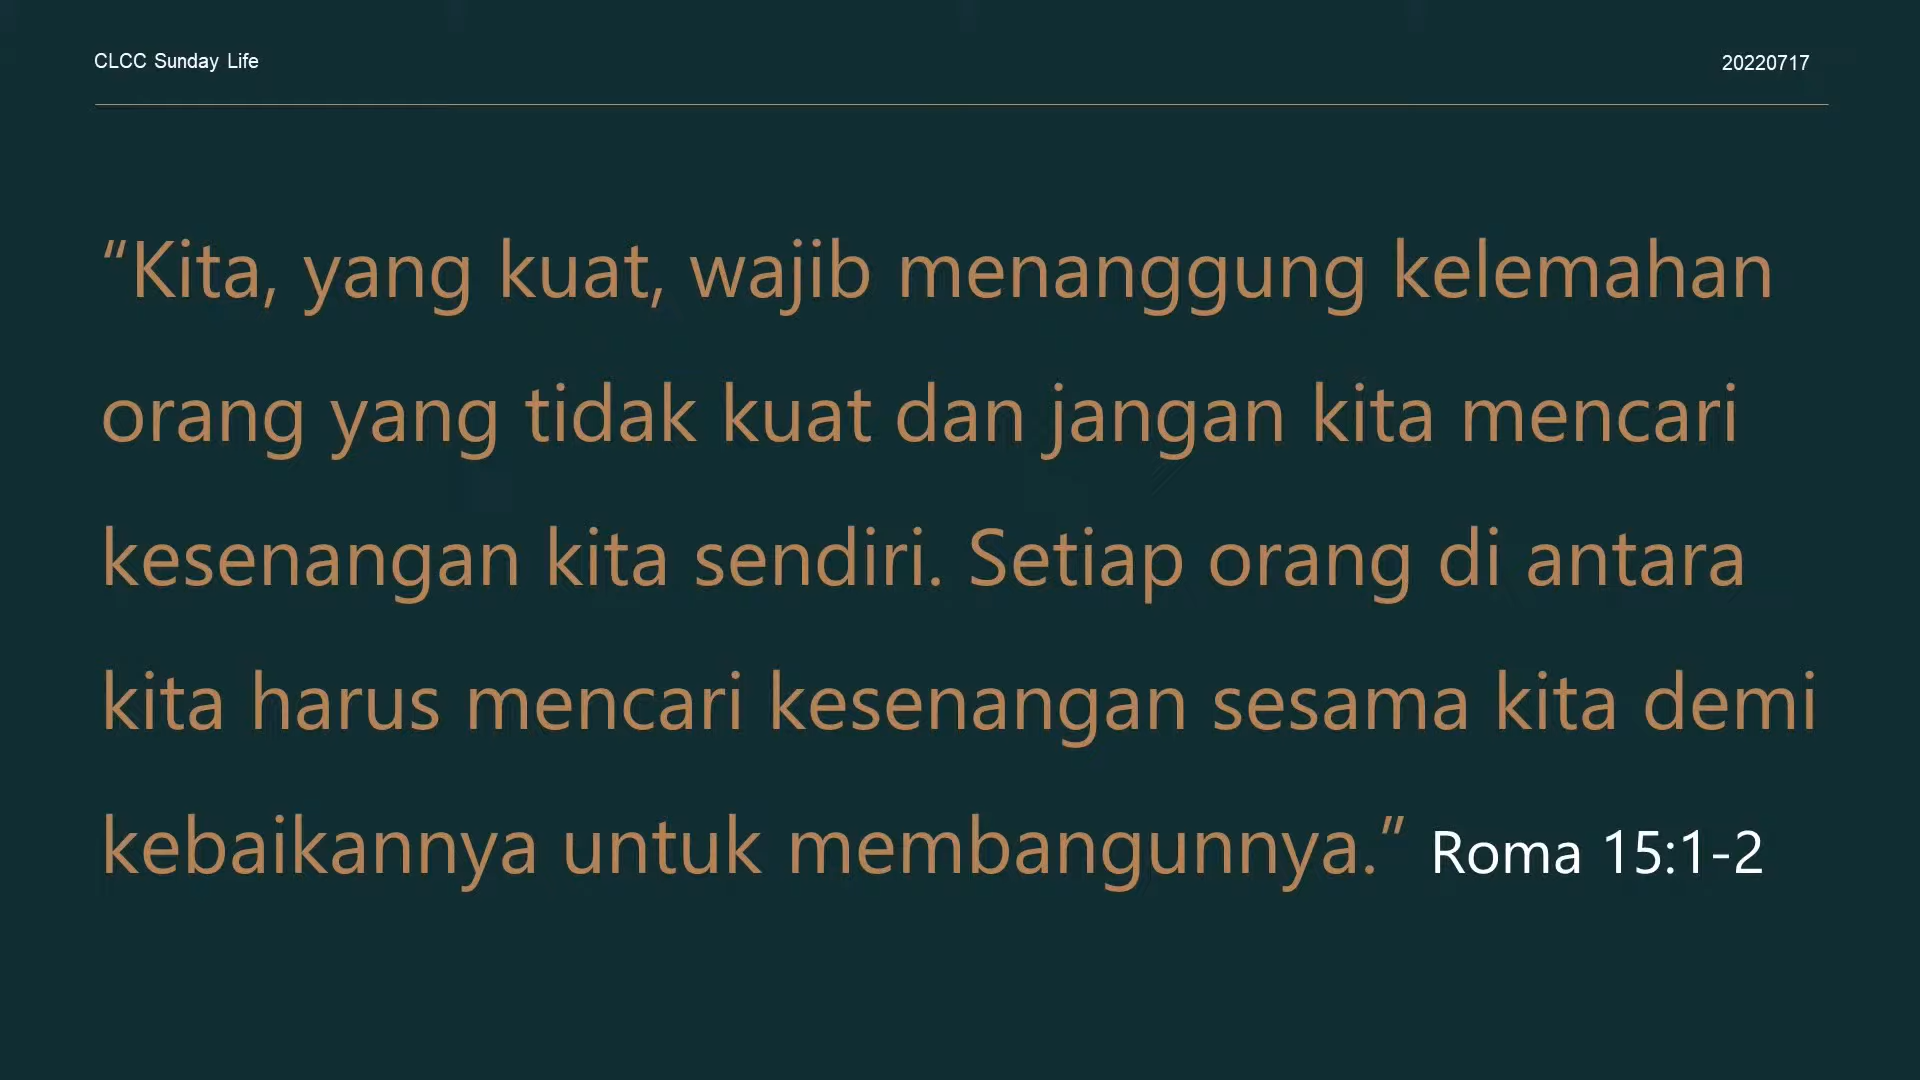 CLCC Sunday Life
20220717
“Kita, yang kuat, wajib menanggung kelemahan
orang yang tidak kuat dan jangan kita mencari
kesenangan kita sendiri. Setiap orang di antara
kita harus mencari kesenangan sesama kita demi
kebaikannya untuk membangunnya.” Roma 15:1-2